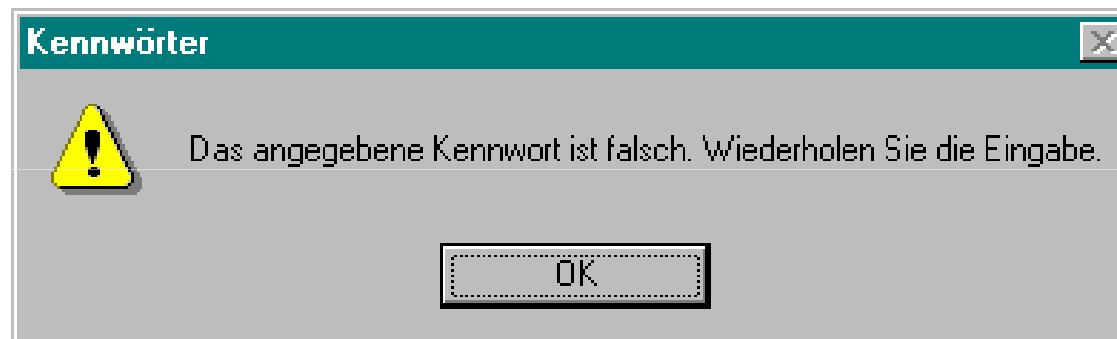 Kennwörter
Das angegebene Kennwort ist falsch. Wiederholen Sie die Eingabe.
OK